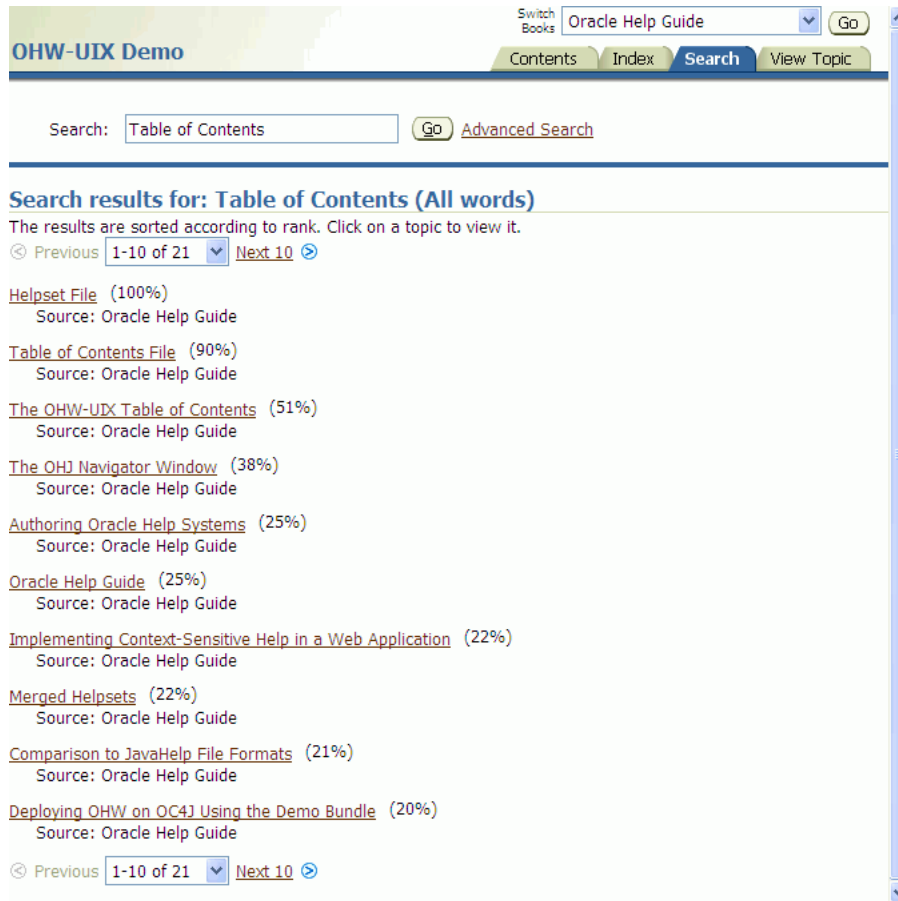 Switch Books Oracle Help Guide Go
OHW-UIX Demo
Contents Index Search View Topic
Search: Table of Contents Go Advanced Search
Search results for: Table of Contents (All words)
The results are sorted according to rank. Click on a topic to view it.
Previous 1-10 of 21 Next 10
Helpset File (100%)
Source: Oracle Help Guide
Table of Contents File (90%)
Source: Oracle Help Guide
The OHW-UIX Table of Contents (51%)
Source: Oracle Help Guide
The OHJ Navigator Window (38%)
Source: Oracle Help Guide
Authoring Oracle Help Systems (25%)
Source: Oracle Help Guide
Oracle Help Guide (25%)
Source: Oracle Help Guide
Implementing Context-Sensitive Help in a Web Application (22%)
Source: Oracle Help Guide
Merged Helpsets (22%)
Source: Oracle Help Guide
Comparison to JavaHelp File Formats (21%)
Source: Oracle Help Guide
Deploying OHW on OC4J Using the Demo Bundle (20%)
Source: Oracle Help Guide
Previous 1-10 of 21 Next 10